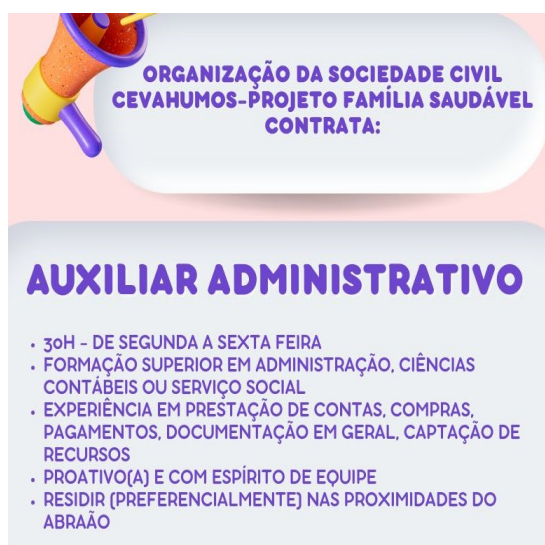 ORGANIZAÇÃO DA SOCIEDADE CIVIL
CEVAHUMOS-PROJETO FAMÍLIA SAUDÁVEL
CONTRATA:
AUXILIAR ADMINISTRATIVO
• 30H - DE SEGUNDA A SEXTA FEIRA
• FORMAÇÃO SUPERIOR EM ADMINISTRAÇÃO, CIÊNCIAS
CONTÁBEIS OU SERVIÇO SOCIAL
• EXPERIÊNCIA EM PRESTAÇÃO DE CONTAS, COMPRAS,
PAGAMENTOS, DOCUMENTAÇÃO EM GERAL, CAPTAÇÃO DE
RECURSOS
• PROATIVO(A) E COM ESPÍRITO DE EQUIPE
• RESIDIR (PREFERENCIALMENTE) NAS PROXIMIDADES DO
ABRAÃO